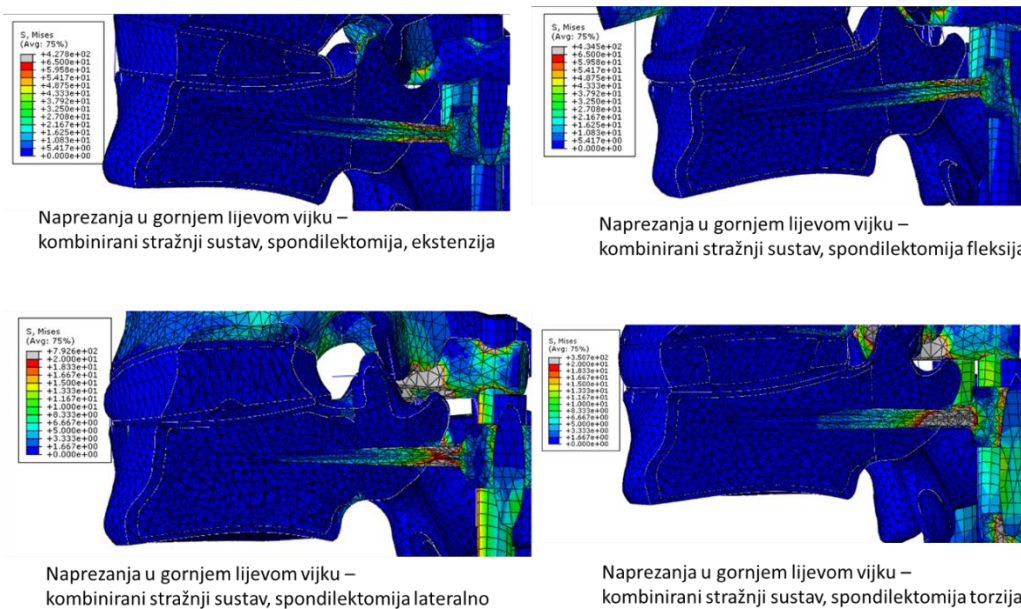 S, Mises
(Avg: 75%)
+4.278e+02
+6.500e+01
+5.958e+01
+5.417e+01
+4.875e+01
+4.333e+01
+3.792e+01
+3.250e+01
+2.708e+01
+2.167e+01
+1.625e+01
+1.083e+01
+5.417e+00
+0.000e+00
Naprezanja u gornjem lijevom vijku –
kombinirani stražnji sustav, spondilektomija, ekstenzija
S, Mises
(Avg: 75%)
+4.345e+02
+6.500e+01
+5.958e+01
+5.417e+01
+4.875e+01
+4.333e+01
+3.792e+01
+3.250e+01
+2.708e+01
+2.167e+01
+1.625e+01
+1.083e+01
+5.417e+00
+0.000e+00
Naprezanja u gornjem lijevom vijku –
kombinirani stražnji sustav, spondilektomija fleksija
S, Mises
(Avg: 75%)
+7.926e+02
+2.000e+01
+1.833e+01
+1.667e+01
+1.500e+01
+1.333e+01
+1.167e+01
+1.000e+01
+8.333e+00
+6.667e+00
+5.000e+00
+3.333e+00
+1.667e+00
+0.000e+00
Naprezanja u gornjem lijevom vijku –
kombinirani stražnji sustav, spondilektomija lateralno
S, Mises
(Avg: 75%)
+3.507e+02
+2.000e+01
+1.833e+01
+1.667e+01
+1.500e+01
+1.333e+01
+1.167e+01
+1.000e+01
+8.333e+00
+6.667e+00
+5.000e+00
+3.333e+00
+1.667e+00
+0.000e+00
Naprezanja u gornjem lijevom vijku –
kombinirani stražnji sustav, spondilektomija torzija